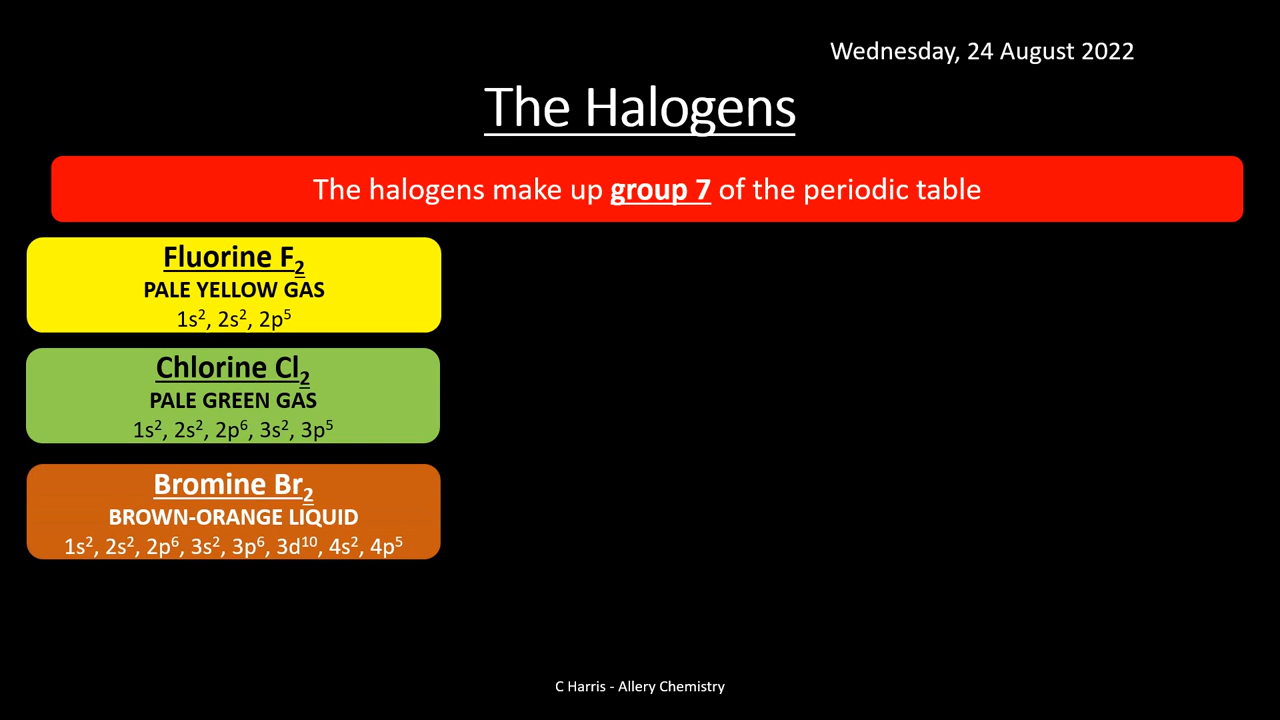 Wednesday, 24 August 2022
The Halogens
The halogens make up group 7 of the periodic table
Fluorine F₂
PALE YELLOW GAS
1s², 2s², 2p⁵
Chlorine Cl₂
PALE GREEN GAS
1s², 2s², 2p⁶, 3s², 3p⁵
Bromine Br₂
BROWN-ORANGE LIQUID
1s², 2s², 2p⁶, 3s², 3p⁶, 3d¹⁰, 4s², 4p⁵
C Harris - Allery Chemistry